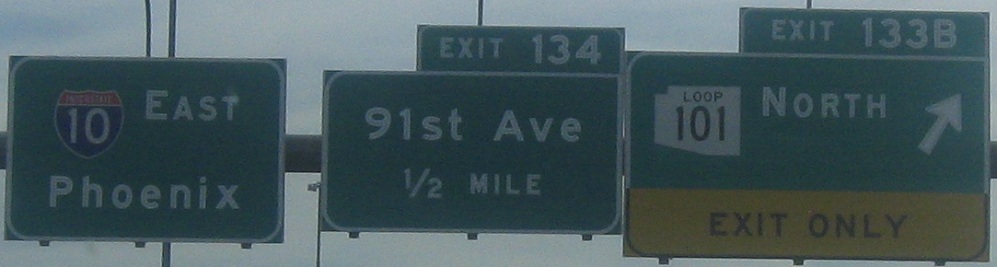 INTERSTATE
10
EAST
Phoenix
EXIT 134
91st Ave
1/2 MILE
EXIT 133B
LOOP
101
NORTH
EXIT ONLY